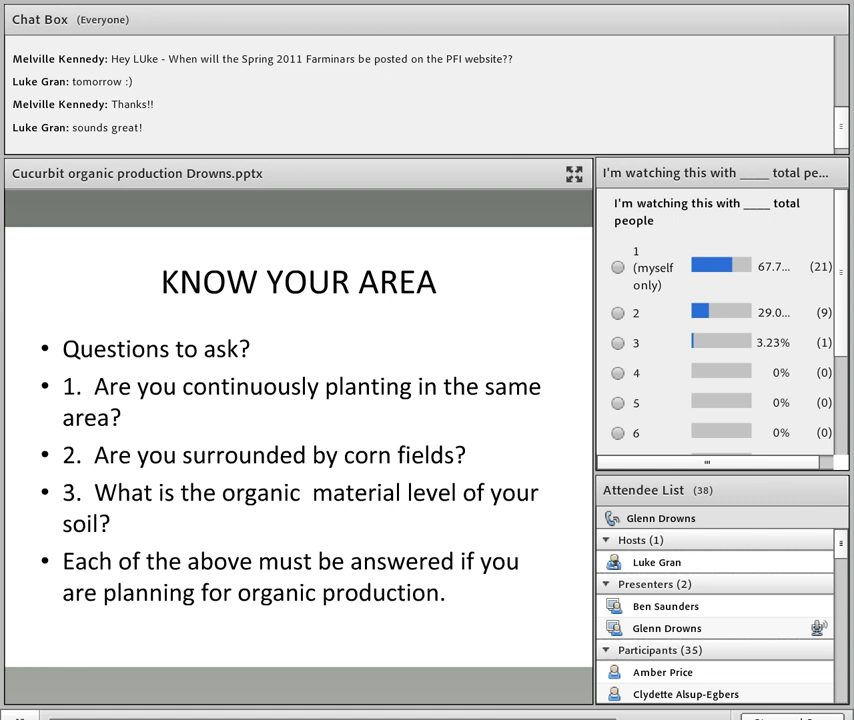 Chat Box (Everyone)
Melville Kennedy: Hey LUke - When will the Spring 2011 Farminars be posted on the PFI website??
Luke Gran: tomorrow :)
Melville Kennedy: Thanks!!
Luke Gran: sounds great!
Cucurbit organic production Drowns.pptx
KNOW YOUR AREA
• Questions to ask?
• 1. Are you continuously planting in the same
area?
• 2. Are you surrounded by corn fields?
• 3. What is the organic material level of your
soil?
• Each of the above must be answered if you
are planning for organic production.
I'm watching this with ____ total pe...
I'm watching this with ____ total
people
1
(myself
only) 67.7... (21)
2 29.0... (9)
3 3.23% (1)
4 0% (0)
5 0% (0)
6 0% (0)
Attendee List (38)
Glenn Drowns
Hosts (1)
Luke Gran
Presenters (2)
Ben Saunders
Glenn Drowns
Participants (35)
Amber Price
Clydette Alsup-Egbers